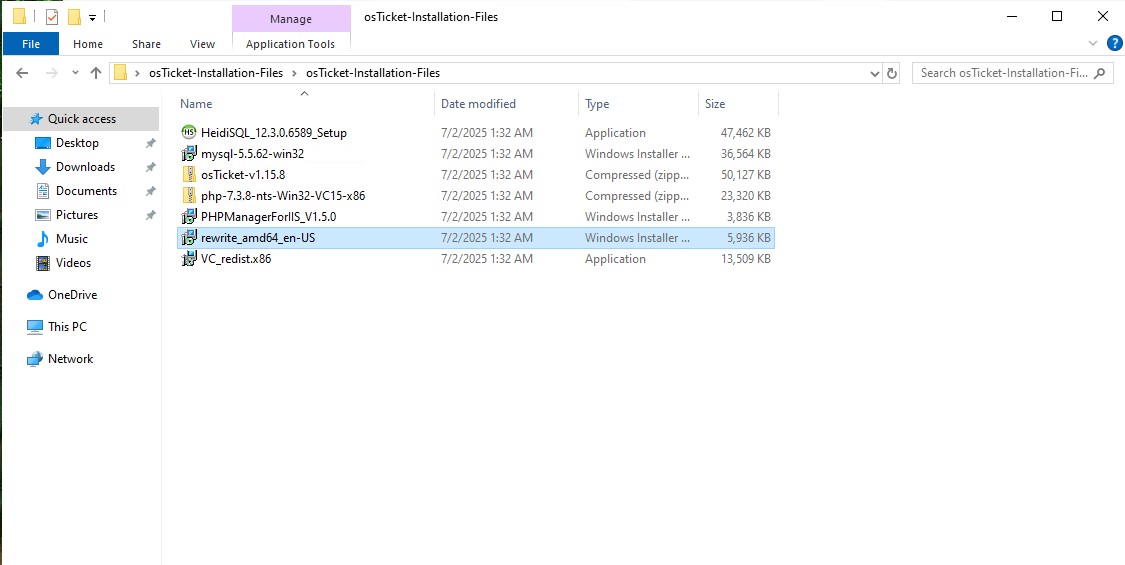 Manage
osTicket-Installation-Files
File
Home
Share
View
Application Tools
osTicket-Installation-Files
osTicket-Installation-Files
Search osTicket-Installation-Fi...
Quick access
Desktop
Downloads
Documents
Pictures
Music
Videos
OneDrive
This PC
Network
Name Date modified Type Size
HS HeidiSQL_12.3.0.6589_Setup 7/2/2025 1:32 AM Application 47,462 KB
mysql-5.5.62-win32 7/2/2025 1:32 AM Windows Installer ... 36,564 KB
osTicket-v1.15.8 7/2/2025 1:32 AM Compressed (zipp... 50,127 KB
php-7.3.8-nts-Win32-VC15-x86 7/2/2025 1:32 AM Compressed (zipp... 23,320 KB
PHPManagerForIIS_V1.5.0 7/2/2025 1:32 AM Windows Installer ... 3,836 KB
rewrite_amd64_en-US 7/2/2025 1:32 AM Windows Installer ... 5,936 KB
VC_redist.x86 7/2/2025 1:32 AM Application 13,509 KB